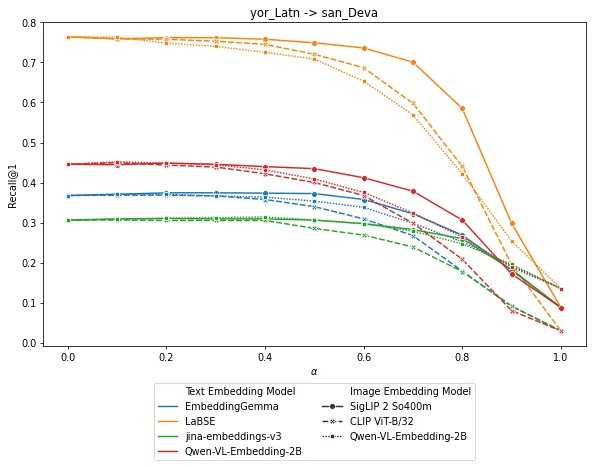 yor_Latn -> san_Deva
0.8
0.7
0.6
0.5
0.4
0.3
0.2
0.1
0.0
Recall@1
0.0 0.2 0.4 0.6 0.8 1.0
α
Text Embedding Model
EmbeddingGemma
LaBSE
jina-embeddings-v3
Qwen-VL-Embedding-2B
Image Embedding Model
SigLIP 2 So400m
CLIP ViT-B/32
Qwen-VL-Embedding-2B